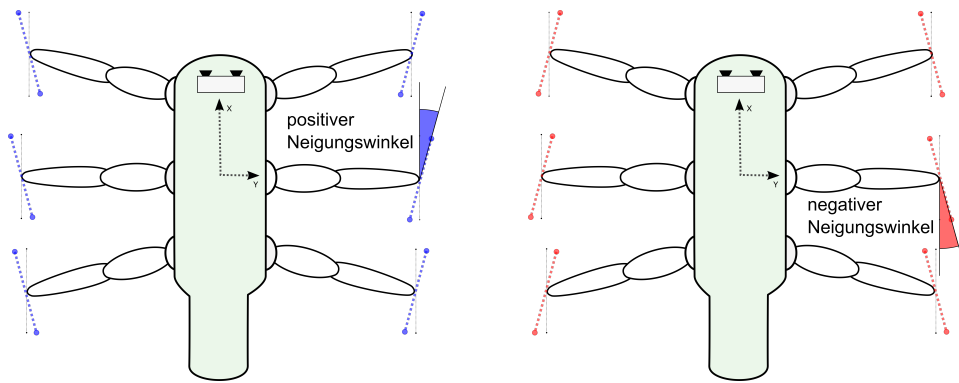 X
positiver
Neigungswinkel
Y
X
Y
negativer
Neigungswinkel